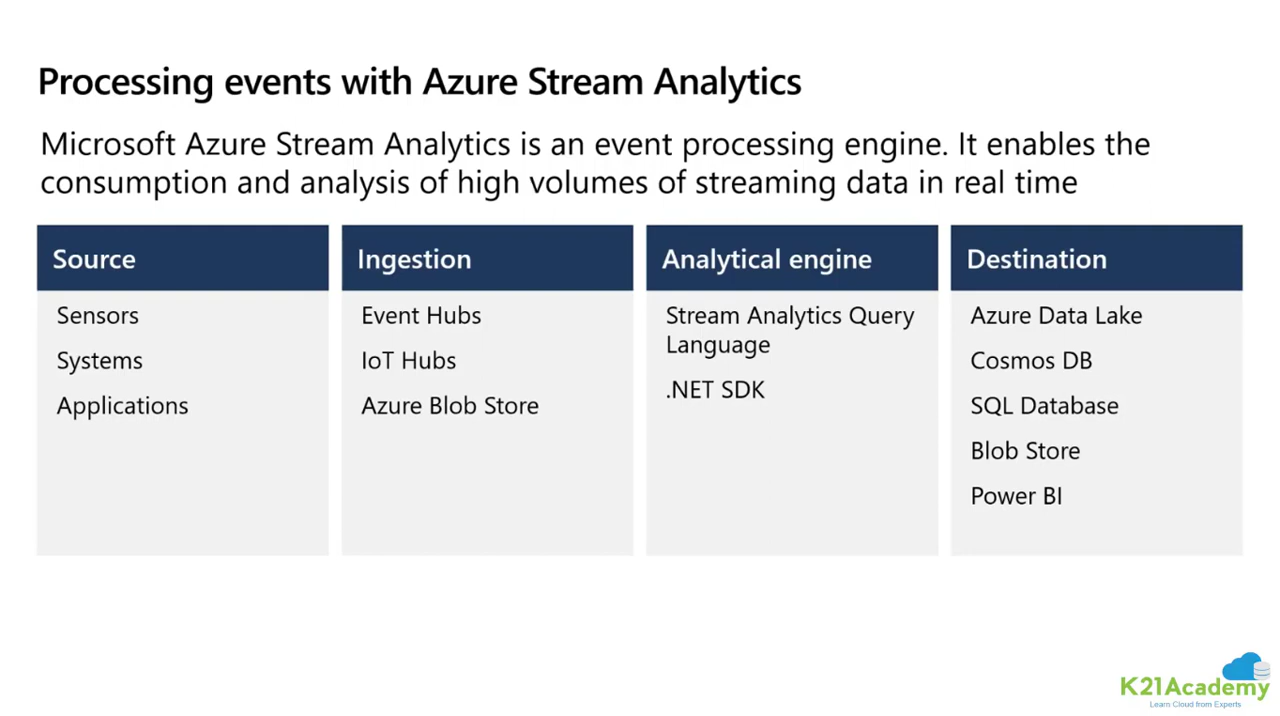 Processing events with Azure Stream Analytics
Microsoft Azure Stream Analytics is an event processing engine. It enables the
consumption and analysis of high volumes of streaming data in real time
Source
Sensors
Systems
Applications
Ingestion
Event Hubs
IoT Hubs
Azure Blob Store
Analytical engine
Stream Analytics Query
Language
.NET SDK
Destination
Azure Data Lake
Cosmos DB
SQL Database
Blob Store
Power BI
K21Academy
Learn Cloud from Experts